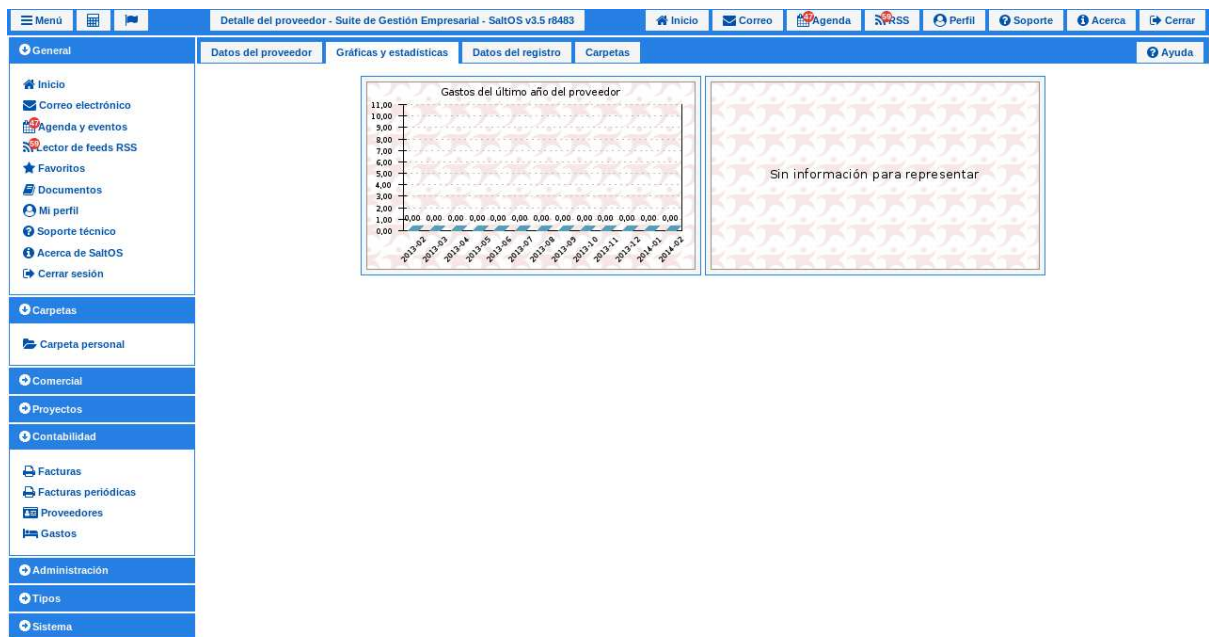 Menú
Detalle del proveedor - Suite de Gestión Empresarial - SaltOS v3.5 r8483
Inicio
Correo
47
Agenda
59
RSS
Perfil
Soporte
Acerca
Cerrar
General
Datos del proveedor
Gráficas y estadísticas
Datos del registro
Carpetas
Ayuda
Inicio
Correo electrónico
47
Agenda y eventos
59
Lector de feeds RSS
Favoritos
Documentos
Mi perfil
Soporte técnico
Acerca de SaltOS
Cerrar sesión
Carpetas
Carpeta personal
Comercial
Proyectos
Contabilidad
Facturas
Facturas periódicas
Proveedores
Gastos
Administración
Tipos
Sistema
Gastos del último año del proveedor
11,00
10,00
9,00
8,00
7,00
6,00
5,00
4,00
3,00
2,00
1,00
0,00
0,00 0,00 0,00 0,00 0,00 0,00 0,00 0,00 0,00 0,00 0,00 0,00 0,00
2013-02 2013-03 2013-04 2013-05 2013-06 2013-07 2013-08 2013-09 2013-10 2013-11 2013-12 2014-01 2014-02
Sin información para representar